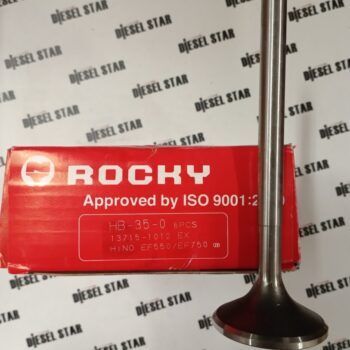 DIESEL STAR
ROCKY
Approved by ISO 9001:2
HB-35-0 6PCS
13715-1010 EX
HINO EF550/EF750